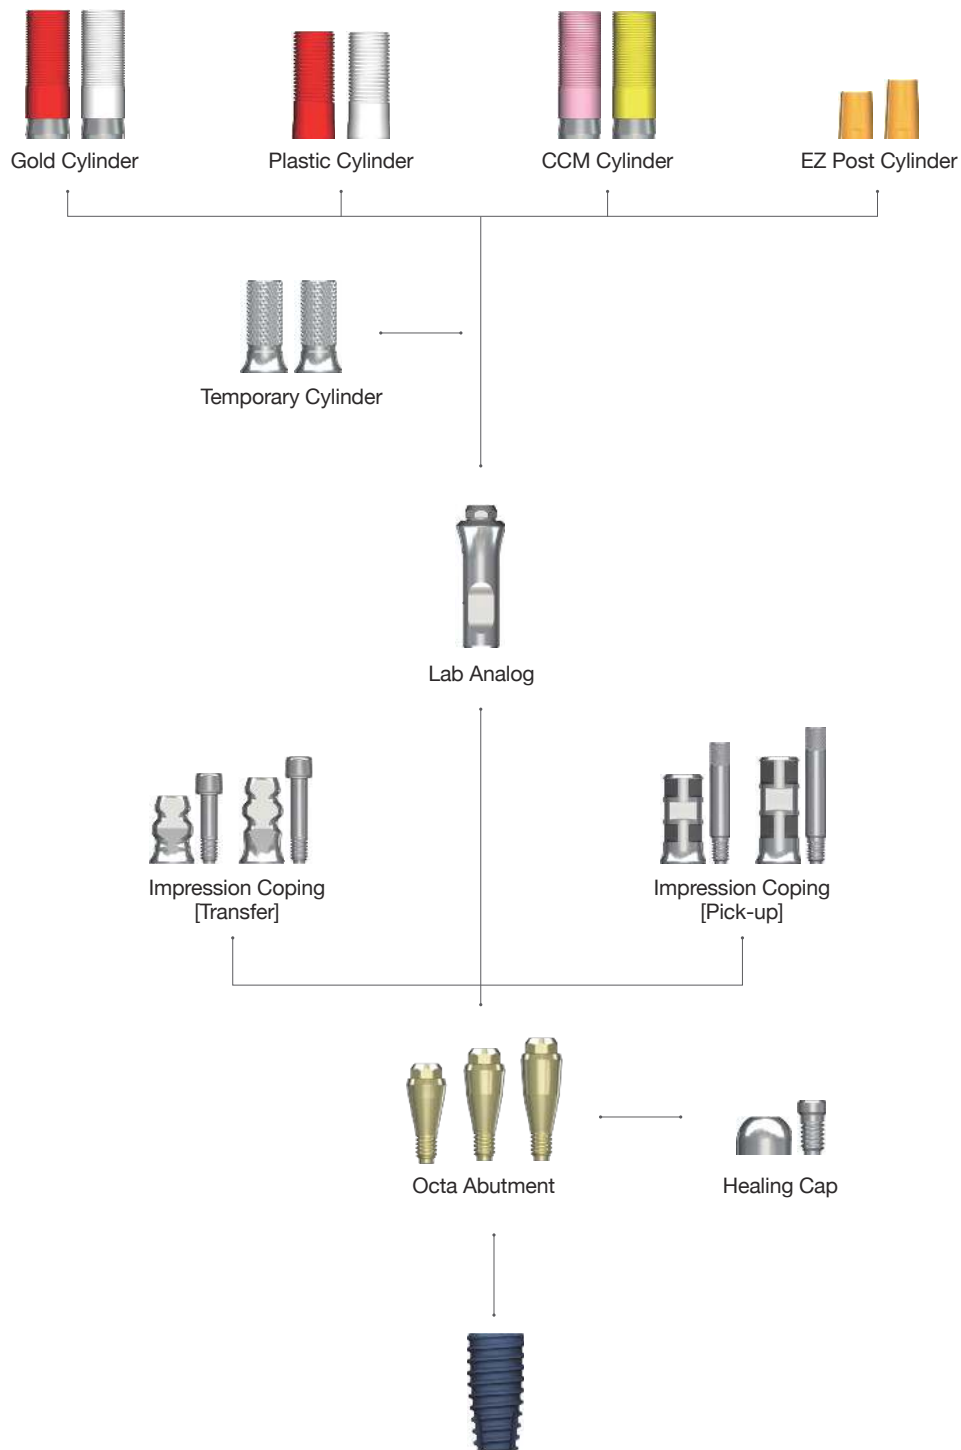 Gold Cylinder
Plastic Cylinder
CCM Cylinder
EZ Post Cylinder
Temporary Cylinder
Lab Analog
Impression Coping
[Transfer]
Impression Coping
[Pick-up]
Octa Abutment
Healing Cap